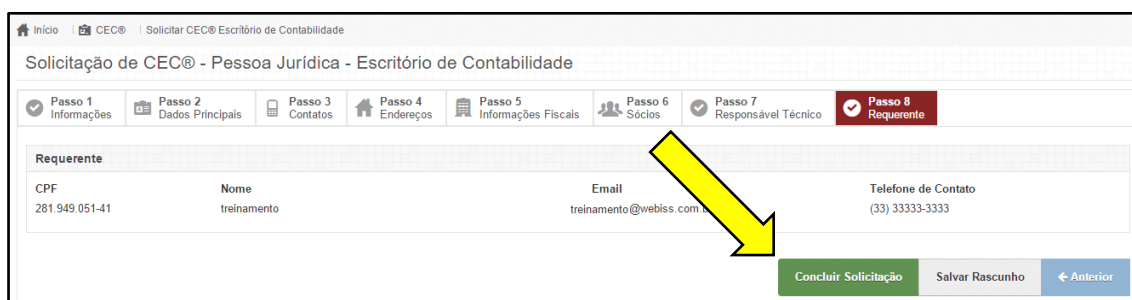 Início | CEC® | Solicitar CEC® Escritório de Contabilidade
Solicitação de CEC® - Pessoa Jurídica - Escritório de Contabilidade
Passo 1 Passo 2 Passo 3 Passo 4 Passo 5 Passo 6 Passo 7 Passo 8
Informações Dados Principais Contatos Endereços Informações Fiscais Sócios Responsável Técnico Requerente
Requerente
CPF Nome Email Telefone de Contato
281.949.051-41 treinamento treinamento@webiss.com.b (33) 33333-3333
Concluir Solicitação Salvar Rascunho Anterior